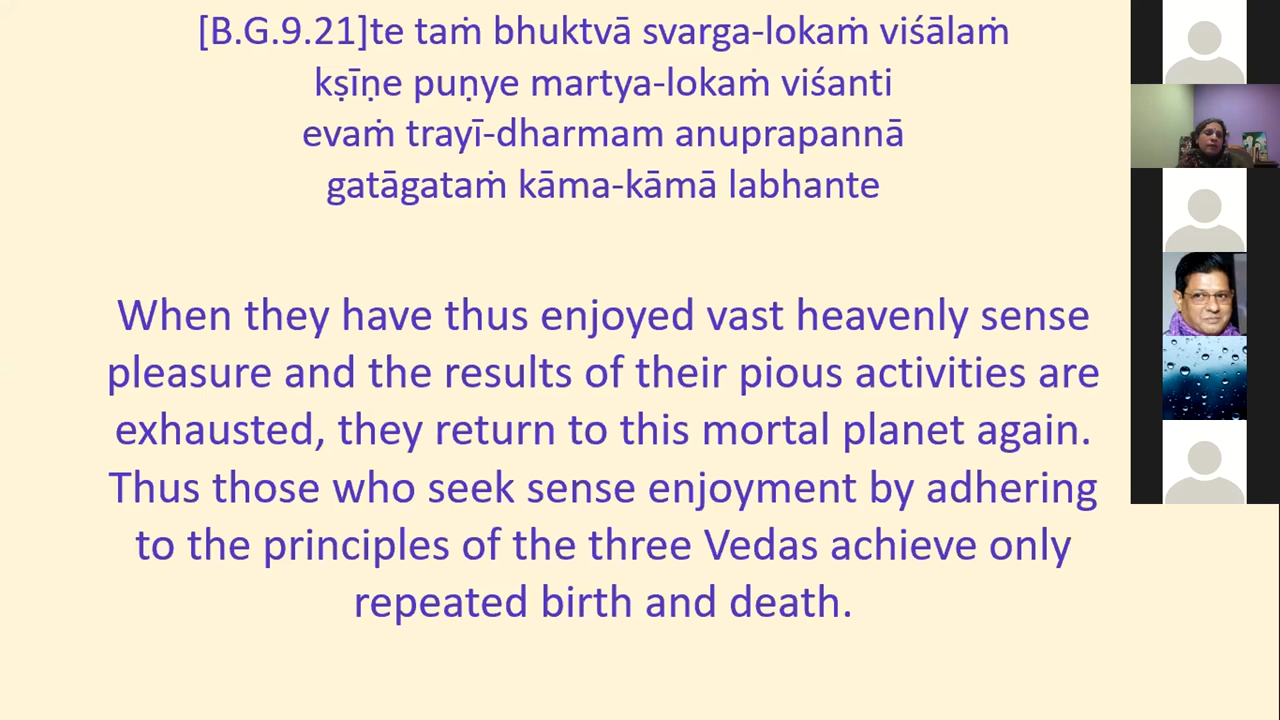 [B.G.9.21]te taṁ bhuktvā svarga-lokaṁ viśālaṁ
kṣīṇe puṇye martya-lokaṁ viśanti
evaṁ trayī-dharmam anuprapannā
gatāgataṁ kāma-kāmā labhante
When they have thus enjoyed vast heavenly sense
pleasure and the results of their pious activities are
exhausted, they return to this mortal planet again.
Thus those who seek sense enjoyment by adhering
to the principles of the three Vedas achieve only
repeated birth and death.